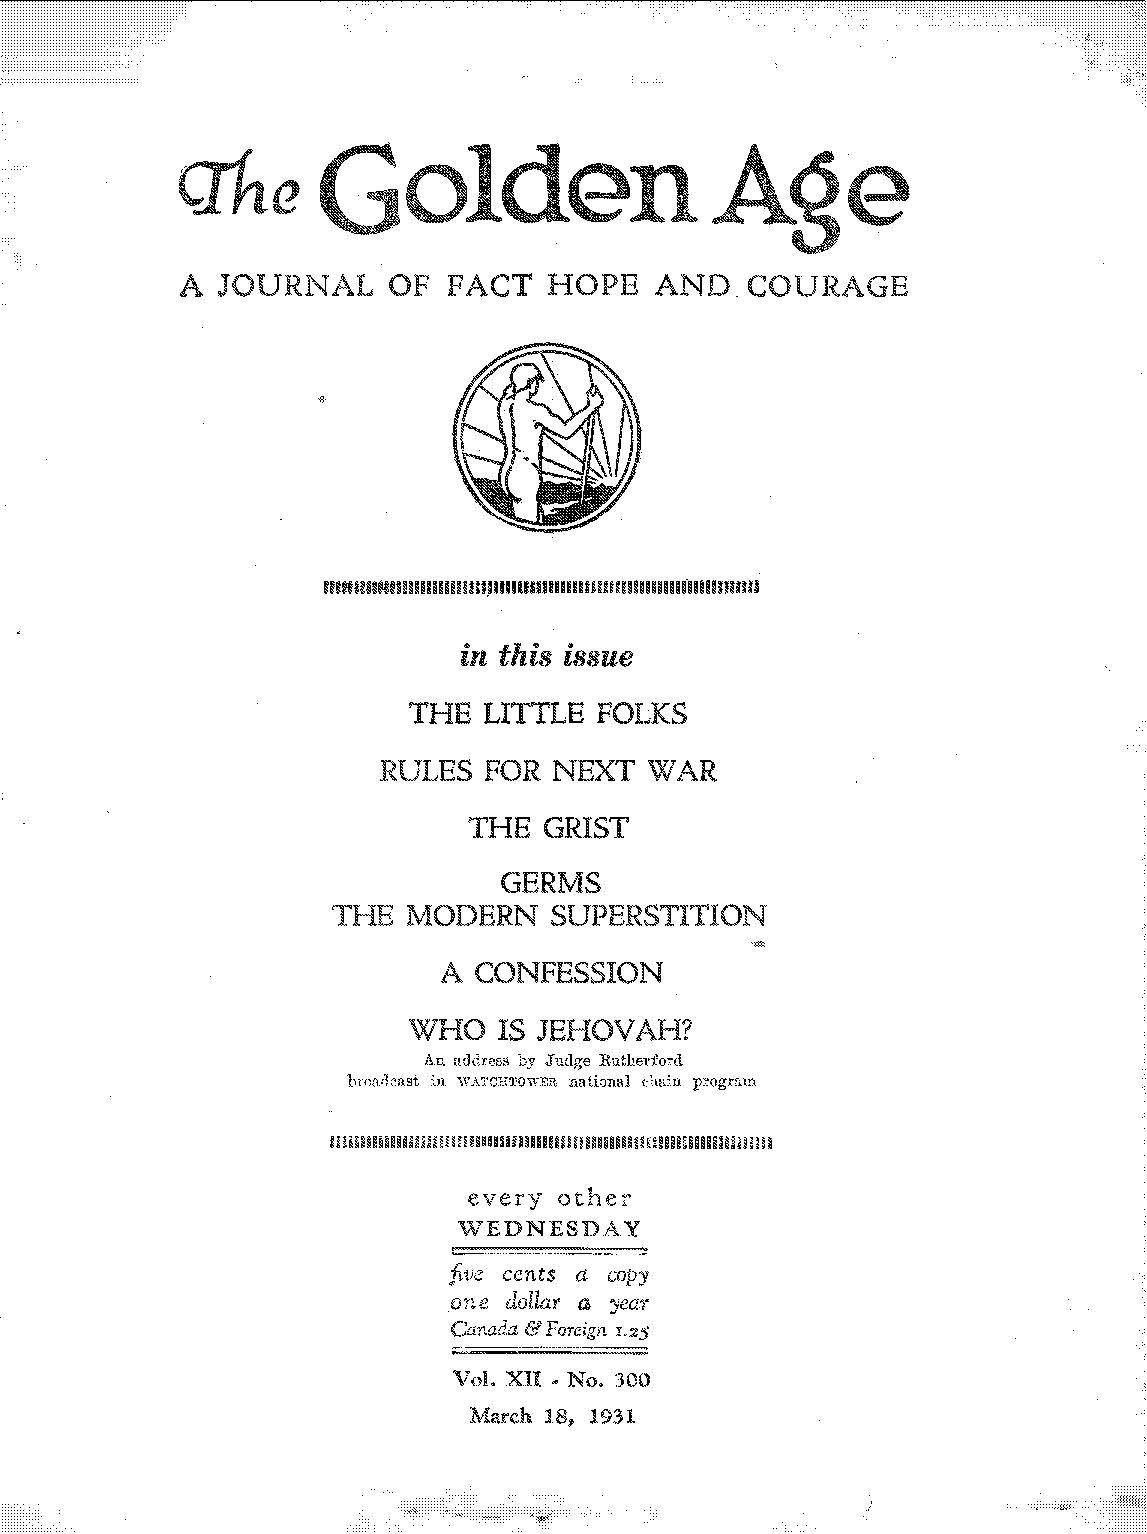 The Golden Age
A JOURNAL OF FACT HOPE AND COURAGE
in this issue
THE LITTLE FOLKS
RULES FOR NEXT WAR
THE GRIST
GERMS
THE MODERN SUPERSTITION
A CONFESSION
WHO IS JEHOVAH?
An address by Judge Rutherford
broadcast in WATCHTOWER national chain program
every other
WEDNESDAY
five cents a copy
one dollar a year
Canada & Foreign 1.25
Vol. XII - No. 300
March 18, 1931